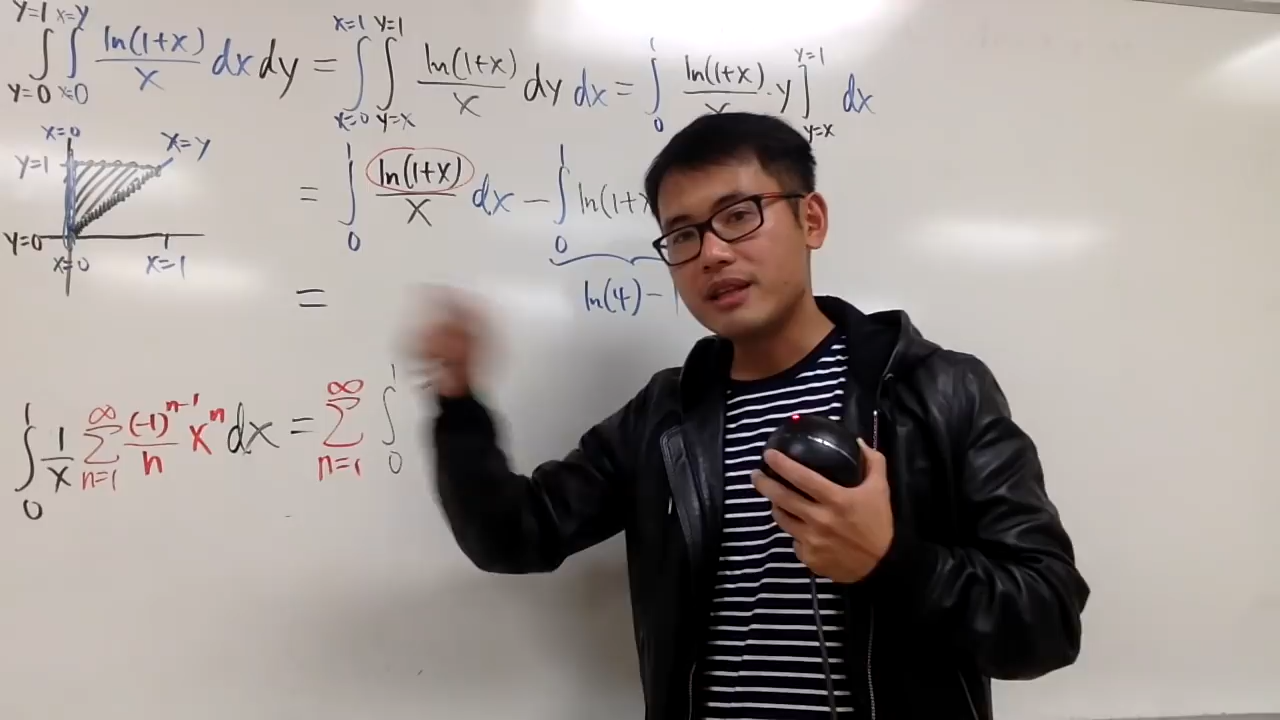 ∫_{y=0}^{y=1} ∫_{x=0}^{x=y} ln(1+x)/x dx dy = ∫_{x=0}^{x=1} ∫_{y=x}^{y=1} ln(1+x)/x dy dx = ∫_0^1 ln(1+x)/x · y ]_{y=x}^{y=1} dx
x=0
y=1
x=y
y=0
x=0
x=1
= ∫_0^1 ln(1+x)/x dx − ∫_0^1 ln(1+x
ln(4) −
=
∫_0^1 1/x ∑_{n=1}^∞ (-1)^{n-1}/n x^n dx = ∑_{n=1}^∞ ∫_0^1